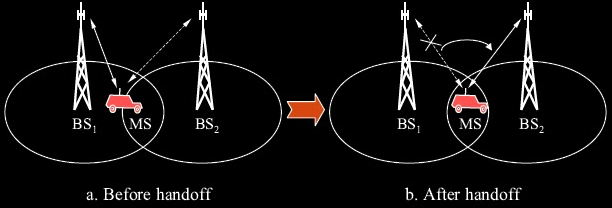 BS1 MS BS2
BS1 MS BS2
a. Before handoff
b. After handoff